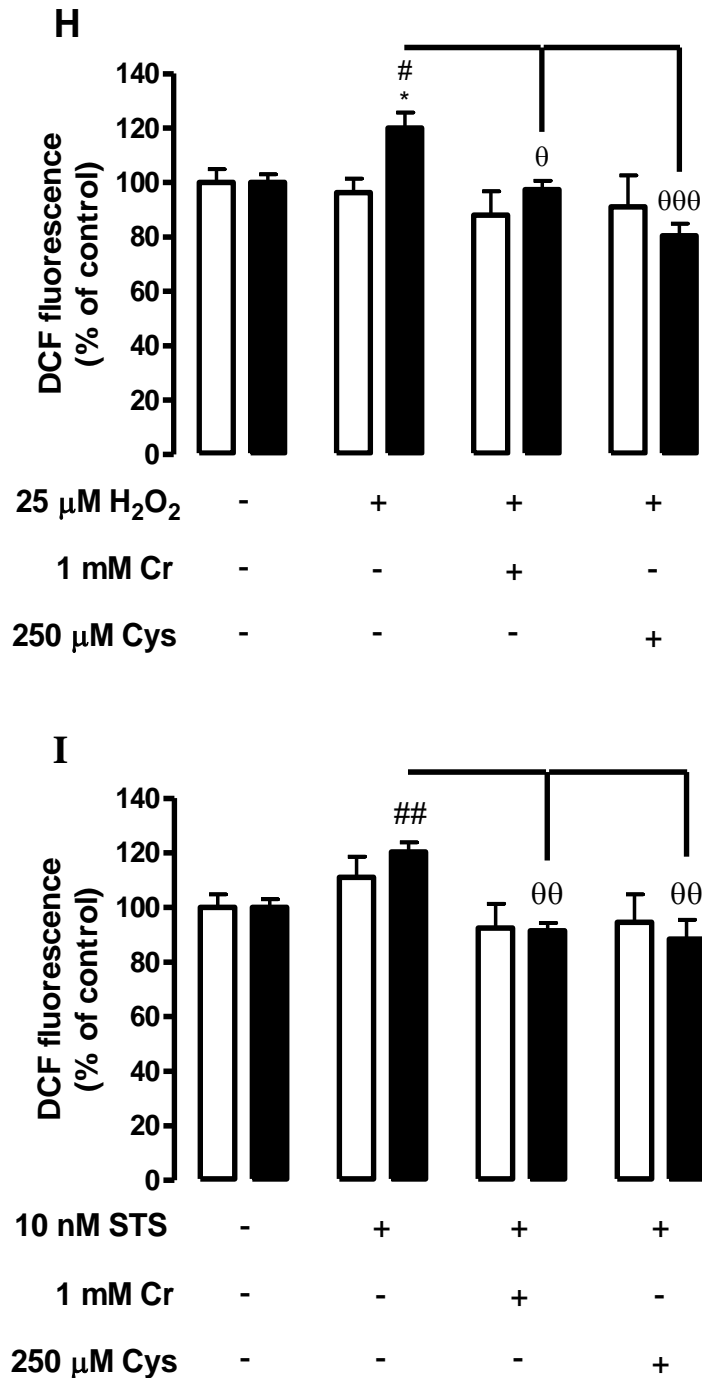 H
140
#
*
120
θ
100
θθθ
80
60
40
20
0
DCF fluorescence
(% of control)
25 μM H₂O₂ - + + +
1 mM Cr - - + -
250 μM Cys - - - +
I
140
##
120
θθ θθ
100
80
60
40
20
0
DCF fluorescence
(% of control)
10 nM STS - + + +
1 mM Cr - - + -
250 μM Cys - - - +